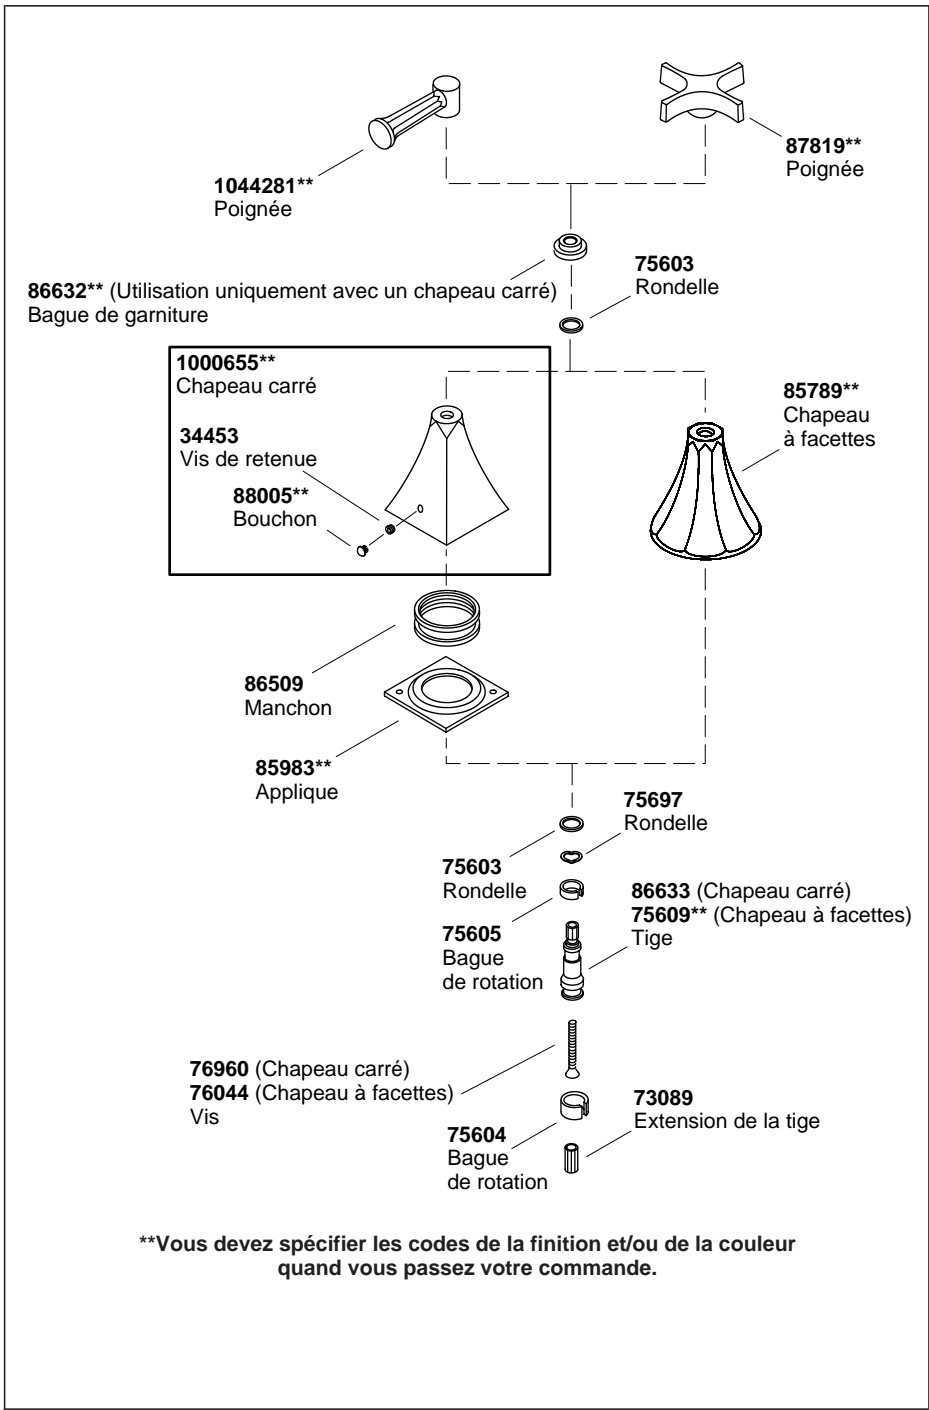 87819**
Poignée
1044281**
Poignée
75603
Rondelle
86632** (Utilisation uniquement avec un chapeau carré)
Bague de garniture
1000655**
Chapeau carré
85789**
Chapeau
à facettes
34453
Vis de retenue
88005**
Bouchon
86509
Manchon
85983**
Applique
75697
Rondelle
75603
Rondelle
86633 (Chapeau carré)
75609** (Chapeau à facettes)
Tige
75605
Bague
de rotation
76960 (Chapeau carré)
76044 (Chapeau à facettes)
Vis
73089
Extension de la tige
75604
Bague
de rotation
**Vous devez spécifier les codes de la finition et/ou de la couleur
quand vous passez votre commande.